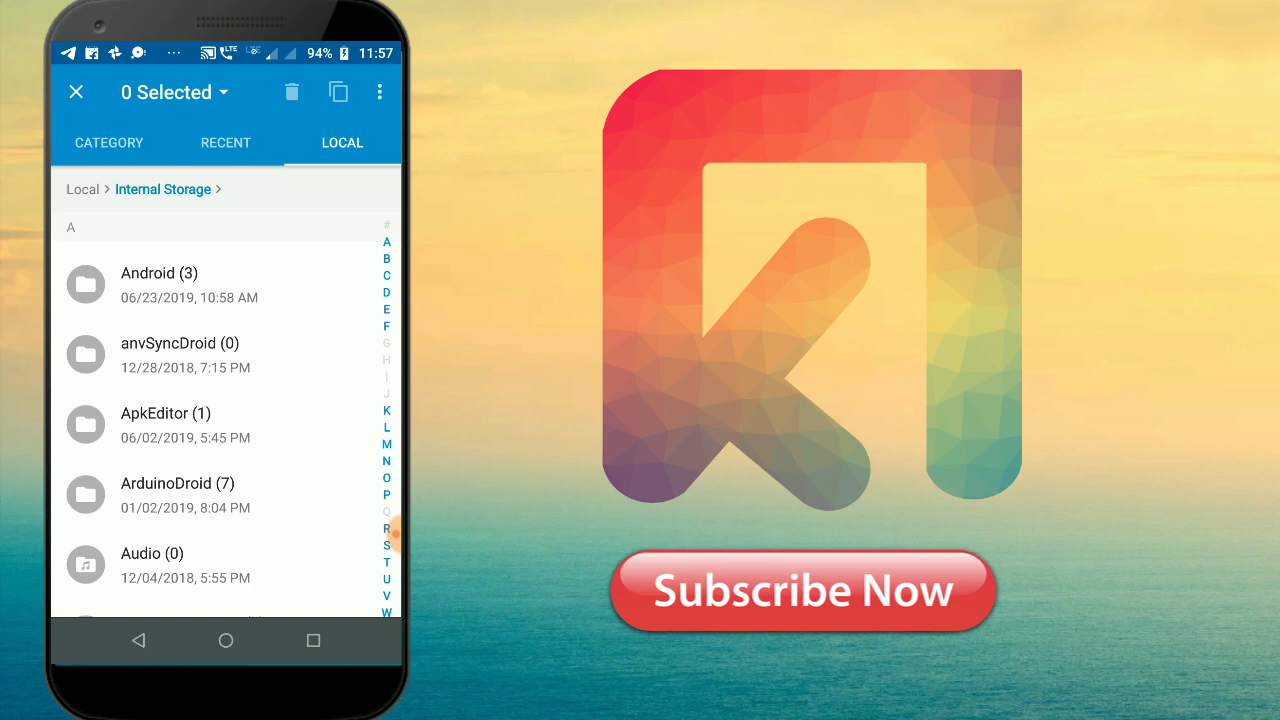 LTE LTE 94% 11:57
0 Selected
CATEGORY RECENT LOCAL
Local > Internal Storage >
A
Android (3)
06/23/2019, 10:58 AM
anvSyncDroid (0)
12/28/2018, 7:15 PM
ApkEditor (1)
06/02/2019, 5:45 PM
ArduinoDroid (7)
01/02/2019, 8:04 PM
Audio (0)
12/04/2018, 5:55 PM
#
A
B
C
D
E
F
G
H
I
J
K
L
M
N
O
P
Q
R
S
T
U
V
W
Subscribe Now